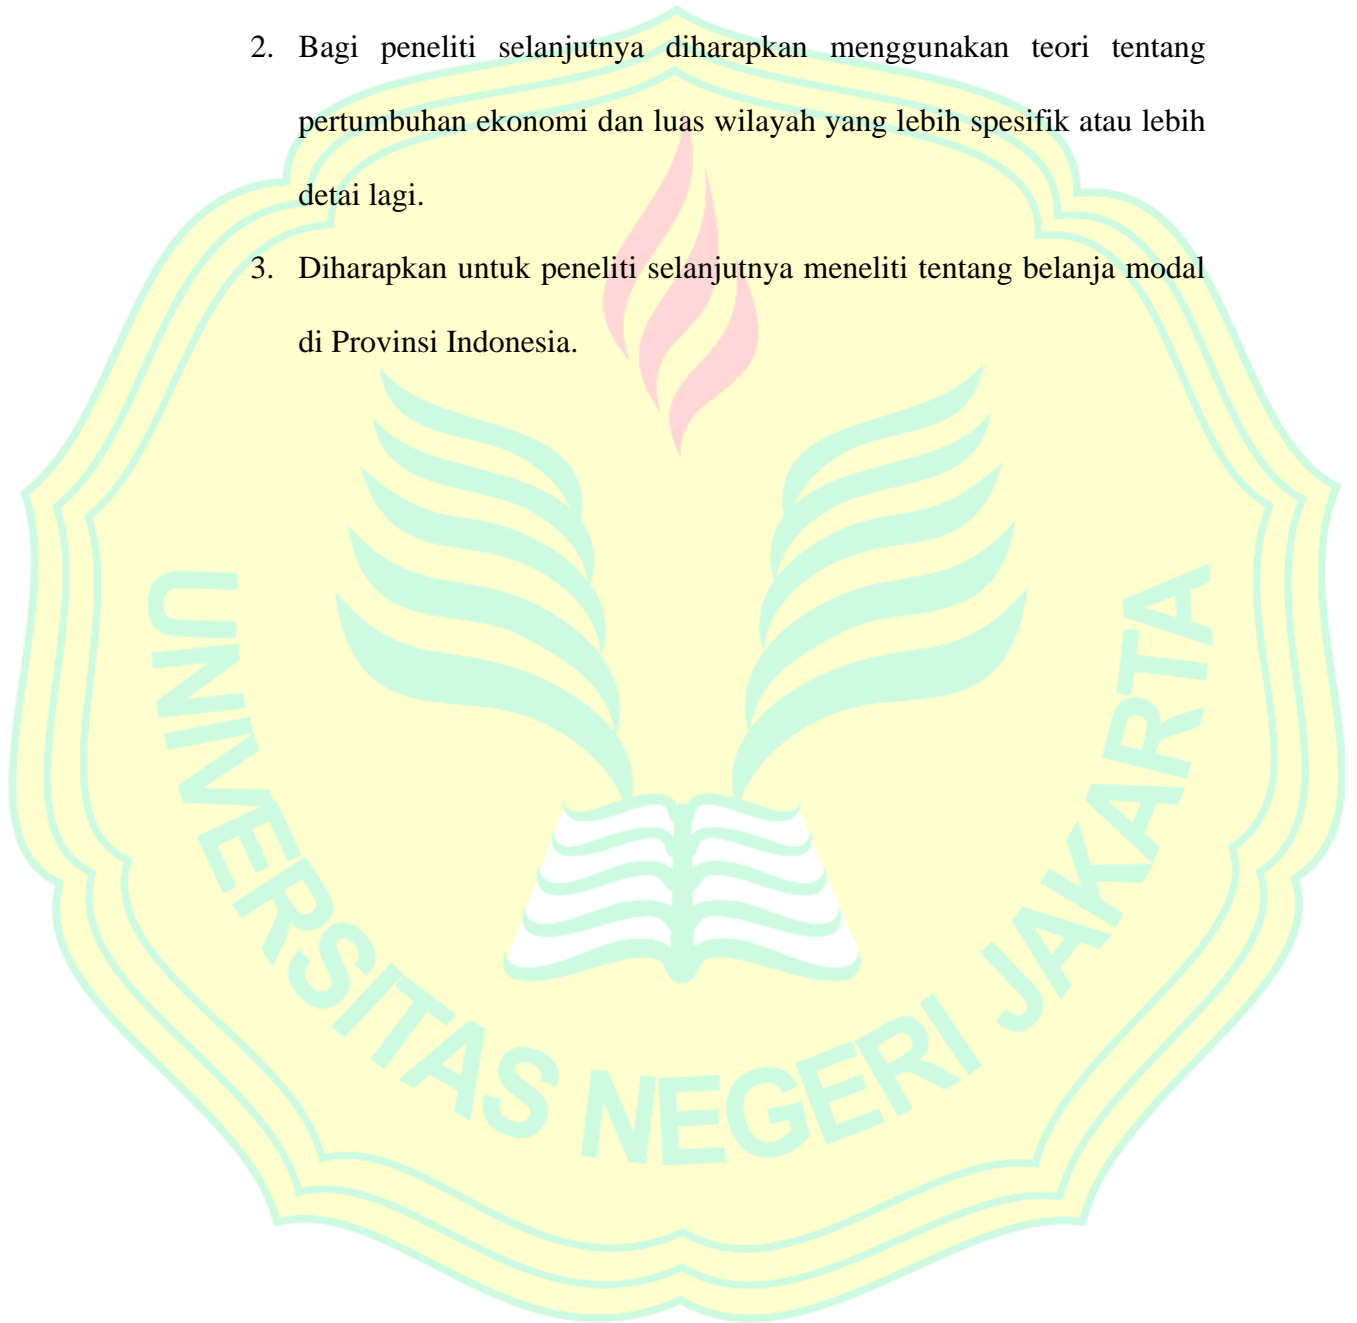 2. Bagi peneliti selanjutnya diharapkan menggunakan teori tentang
pertumbuhan ekonomi dan luas wilayah yang lebih spesifik atau lebih
detai lagi.
3. Diharapkan untuk peneliti selanjutnya meneliti tentang belanja modal
di Provinsi Indonesia.
UNIVERSITAS NEGERI JAKARTA